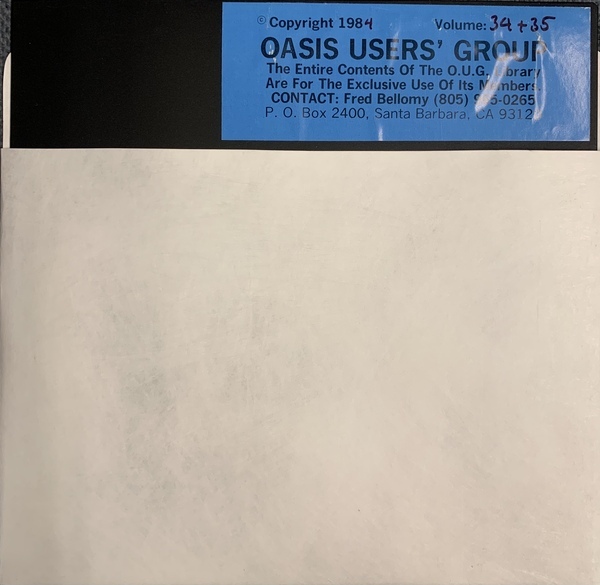 © Copyright 1984 Volume: 34 + 35
OASIS USERS' GROUP
The Entire Contents Of The O.U.G. Library
Are For The Exclusive Use Of Its Members.
CONTACT: Fred Bellomy (805)
P. O. Box 2400, Santa Barbara, CA